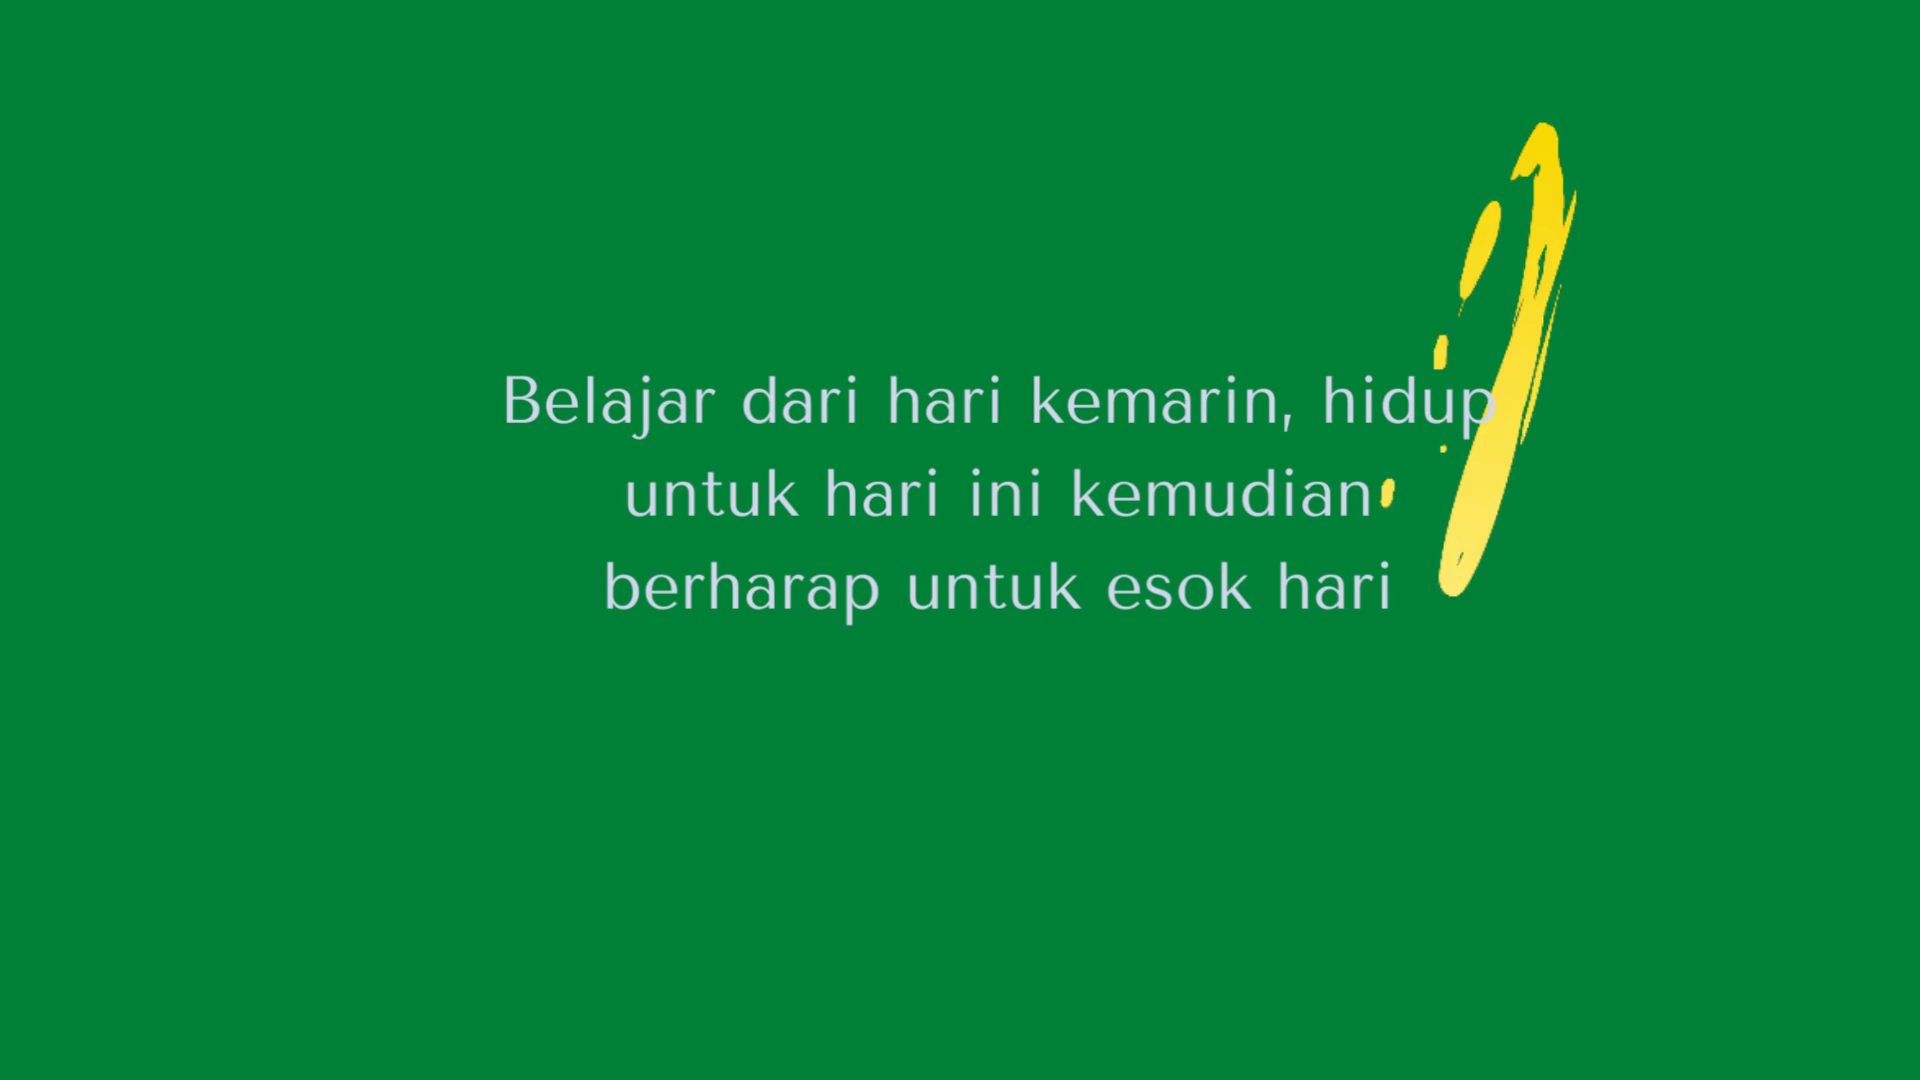 Belajar dari hari kemarin, hidup
untuk hari ini kemudian
berharap untuk esok hari